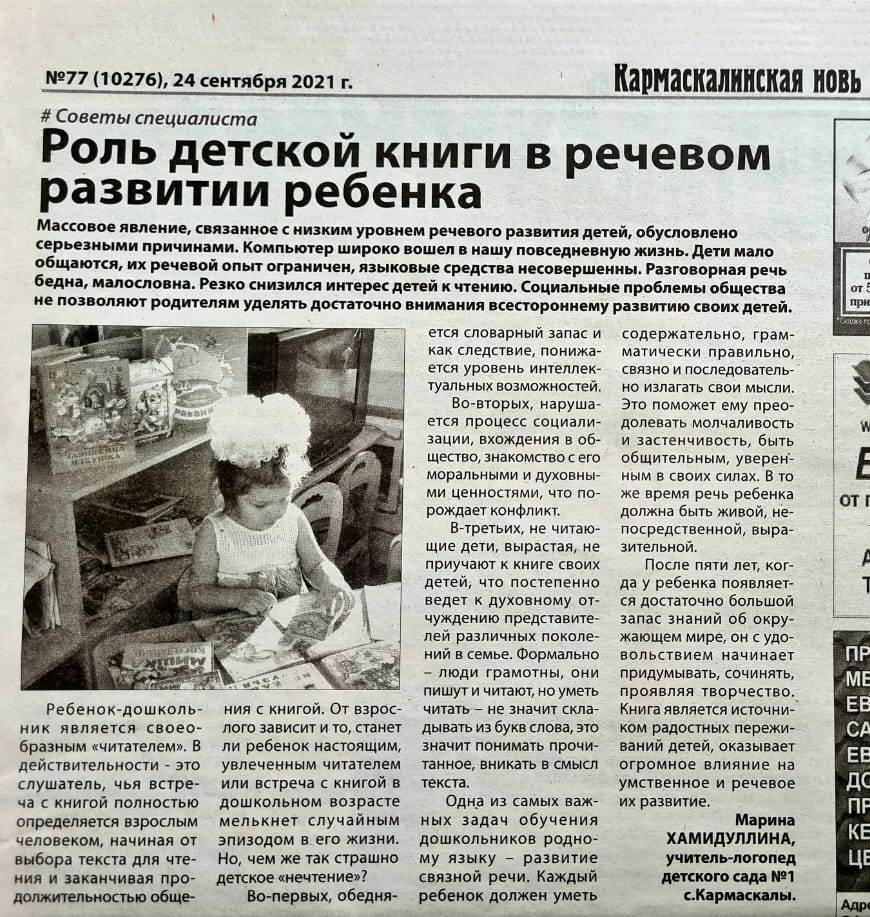 №77 (10276), 24 сентября 2021 г.
Кармаскалинская новь
# Советы специалиста
Роль детской книги в речевом
развитии ребенка
Массовое явление, связанное с низким уровнем речевого развития детей, обусловлено
серьезными причинами. Компьютер широко вошел в нашу повседневную жизнь. Дети мало
общаются, их речевой опыт ограничен, языковые средства несовершенны. Разговорная речь
бедна, малословна. Резко снизился интерес детей к чтению. Социальные проблемы общества
не позволяют родителям уделять достаточно внимания всестороннему развитию своих детей.
Ребенок-дошколь-
ник является своео-
бразным «читателем». В
действительности - это
слушатель, чья встре-
ча с книгой полностью
определяется взрослым
человеком, начиная от
выбора текста для чте-
ния и заканчивая про-
должительностью обще-
ния с книгой. От взрос-
лого зависит и то, станет
ли ребенок настоящим,
увлеченным читателем
или встреча с книгой в
дошкольном возрасте
мелькнет случайным
эпизодом в его жизни.
Но, чем же так страшно
детское «нечтение»?
Во-первых, обедня-
ется словарный запас и
как следствие, понижа-
ется уровень интеллек-
туальных возможностей.
Во-вторых, наруша-
ется процесс социали-
зации, вхождения в об-
щество, знакомство с его
моральными и духовны-
ми ценностями, что по-
рождает конфликт.
В-третьих, не читаю-
щие дети, вырастая, не
приучают к книге своих
детей, что постепенно
ведет к духовному от-
чуждению представите-
лей различных поколе-
ний в семье. Формально
– люди грамотны, они
пишут и читают, но уметь
читать – не значит скла-
дывать из букв слова, это
значит понимать прочи-
танное, вникать в смысл
текста.
Одна из самых важ-
ных задач обучения
дошкольников родно-
му языку – развитие
связной речи. Каждый
ребенок должен уметь
содержательно, грам-
матически правильно,
связно и последователь-
но излагать свои мысли.
Это поможет ему прео-
долевать молчаливость
и застенчивость, быть
общительным, уверен-
ным в своих силах. В то
же время речь ребенка
должна быть живой, не-
посредственной, выра-
зительной.
После пяти лет, ког-
да у ребенка появляет-
ся достаточно большой
запас знаний об окру-
жающем мире, он с удо-
вольствием начинает
придумывать, сочинять,
проявляя творчество.
Книга является источни-
ком радостных пережи-
ваний детей, оказывает
огромное влияние на
умственное и речевое
их развитие.
Марина
ХАМИДУЛЛИНА,
учитель-логопед
детского сада №1
с.Кармаскалы.
от 5
при
ОТ Г
ПР
МЕ
ЕВ
СА
ЕВ
ДО
ПР
КЕ
ЦЕ
Адре